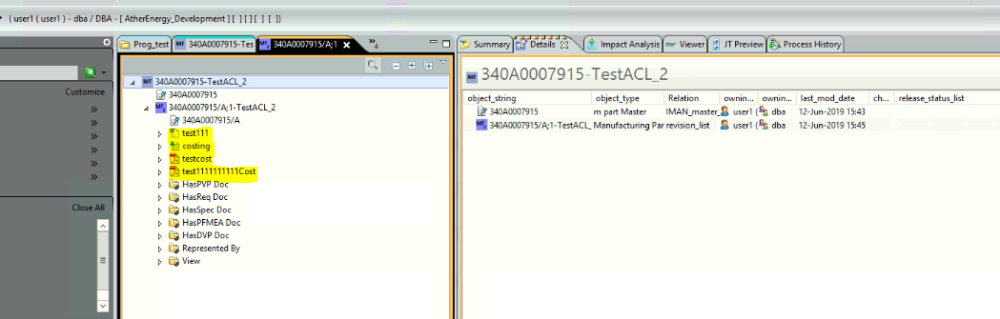 ( user1 ( user1 ) - dba / DBA - [ AtherEnergy_Development ] [ ] [ ] [ ] [ ])
Prog_test
340A0007915-Tes
340A0007915/A;1
4
Summary
Details
Impact Analysis
Viewer
JT Preview
Process History
Customize
Close All
340A0007915-TestACL_2
340A0007915
340A0007915/A;1-TestACL_2
340A0007915/A
test111
costing
testcost
test1111111111Cost
HasPVP Doc
HasReq Doc
HasSpec Doc
HasPFMEA Doc
HasDVP Doc
Represented By
View
340A0007915-TestACL_2
object_string object_type Relation ownin... ownin... last_mod_date ch... release_status_list
340A0007915 m part Master IMAN_master_ user1 ( dba 12-Jun-2019 15:43
340A0007915/A;1-TestACL_ Manufacturing Par revision_list user1 ( dba 12-Jun-2019 15:45